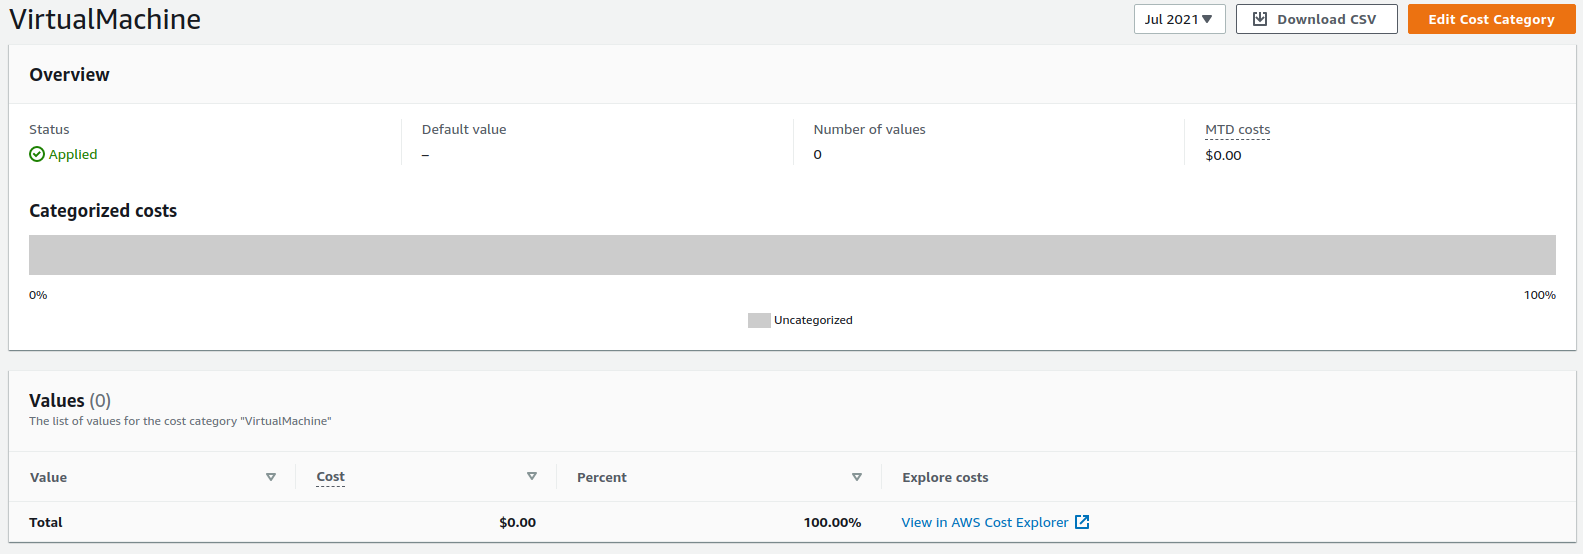 VirtualMachine
Jul 2021 Download CSV Edit Cost Category
Overview
Status Default value Number of values MTD costs
Applied – 0 $0.00
Categorized costs
0% 100%
Uncategorized
Values (0)
The list of values for the cost category "VirtualMachine"
Value Cost Percent Explore costs
Total $0.00 100.00% View in AWS Cost Explorer